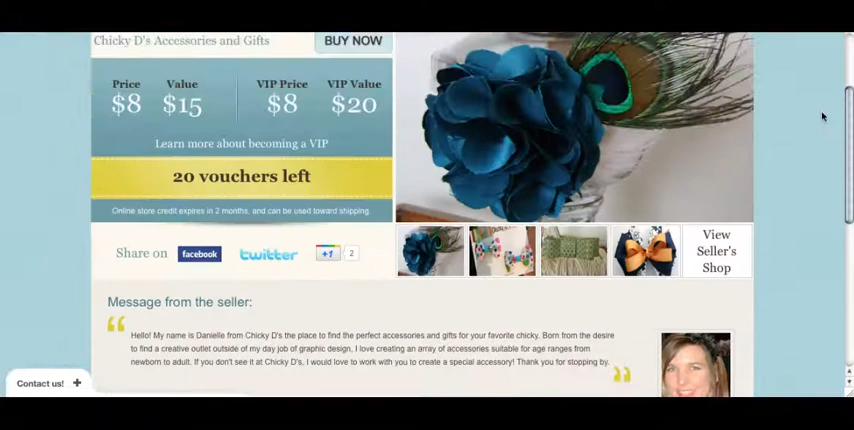 Chicky D's Accessories and Gifts
BUY NOW
Price Value VIP Price VIP Value
$8 $15 $8 $20
Learn more about becoming a VIP
20 vouchers left
Online store credit expires in 2 months, and can be used toward shipping.
Share on facebook twitter +1 2
View
Seller's
Shop
Message from the seller:
Hello! My name is Danielle from Chicky D's the place to find the perfect accessories and gifts for your favorite chicky. Born from the desire
to find a creative outlet outside of my day job of graphic design, I love creating an array of accessories suitable for age ranges from
newborn to adult. If you don't see it at Chicky D's, I would love to work with you to create a special accessory! Thank you for stopping by.
Contact us! +